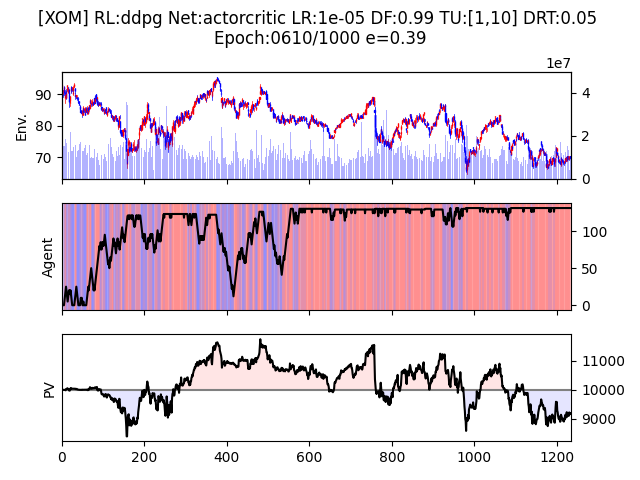 [XOM] RL:ddpg Net:actorcritic LR:1e-05 DF:0.99 TU:[1,10] DRT:0.05
Epoch:0610/1000 e=0.39
1e7
Env.
90
80
70
4
2
0
Agent
100
50
0
PV
11000
10000
9000
0 200 400 600 800 1000 1200